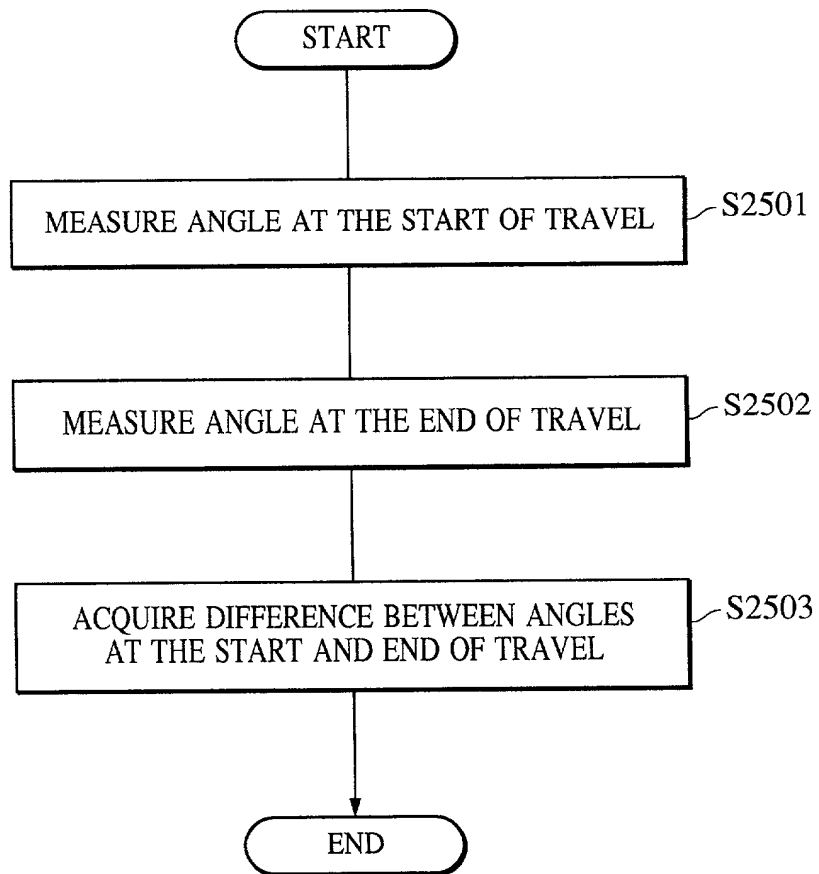 START
MEASURE ANGLE AT THE START OF TRAVEL
S2501
MEASURE ANGLE AT THE END OF TRAVEL
S2502
ACQUIRE DIFFERENCE BETWEEN ANGLES
AT THE START AND END OF TRAVEL
S2503
END